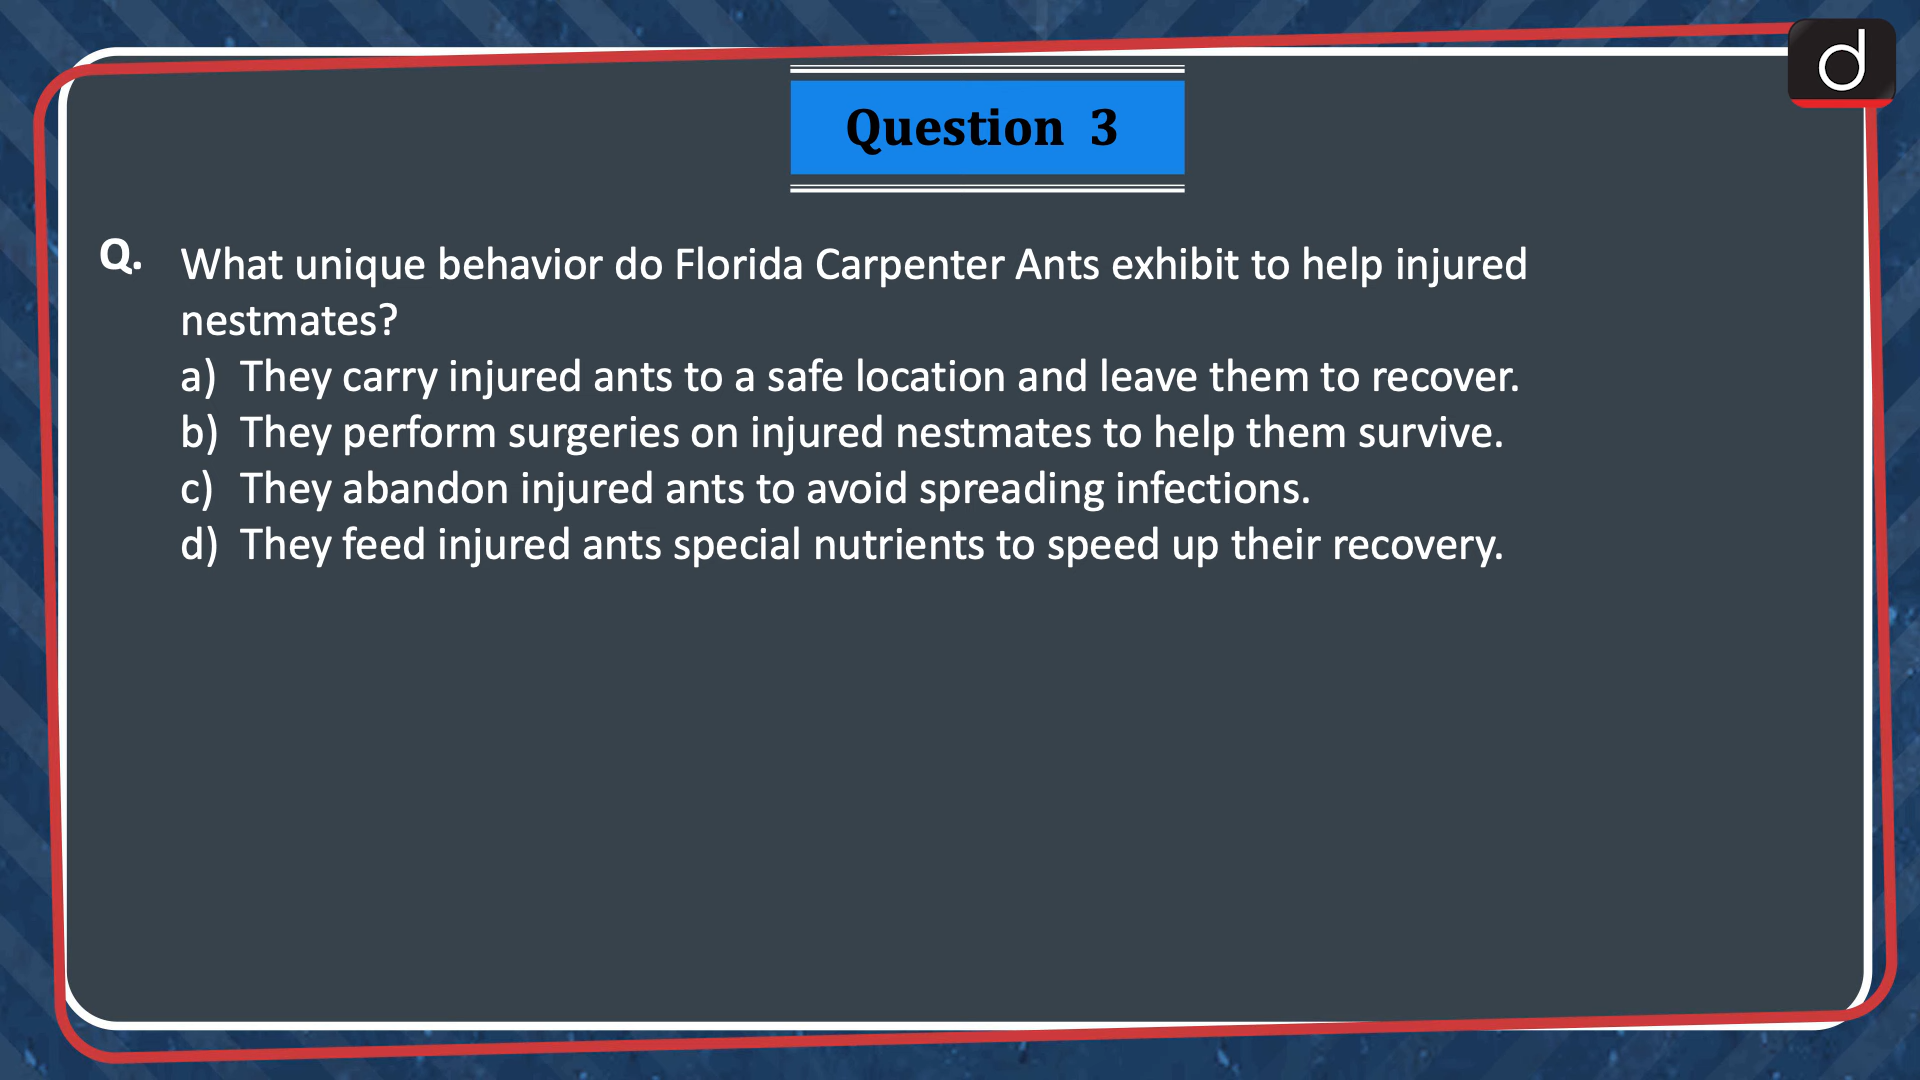 d
Question 3
Q. What unique behavior do Florida Carpenter Ants exhibit to help injured
nestmates?
a) They carry injured ants to a safe location and leave them to recover.
b) They perform surgeries on injured nestmates to help them survive.
c) They abandon injured ants to avoid spreading infections.
d) They feed injured ants special nutrients to speed up their recovery.